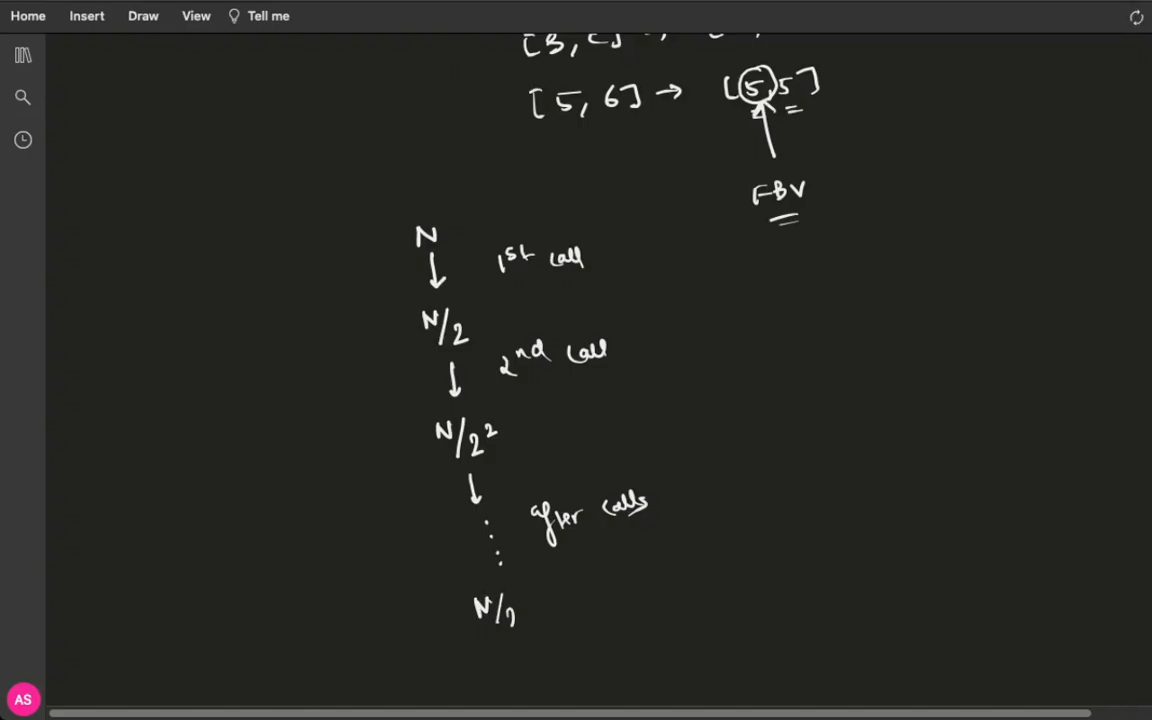 Home Insert Draw View Tell me
[5, 6] → [5, 5]
FBV
N
1st call
N/2
2nd call
N/2²
after calls
N/2
AS